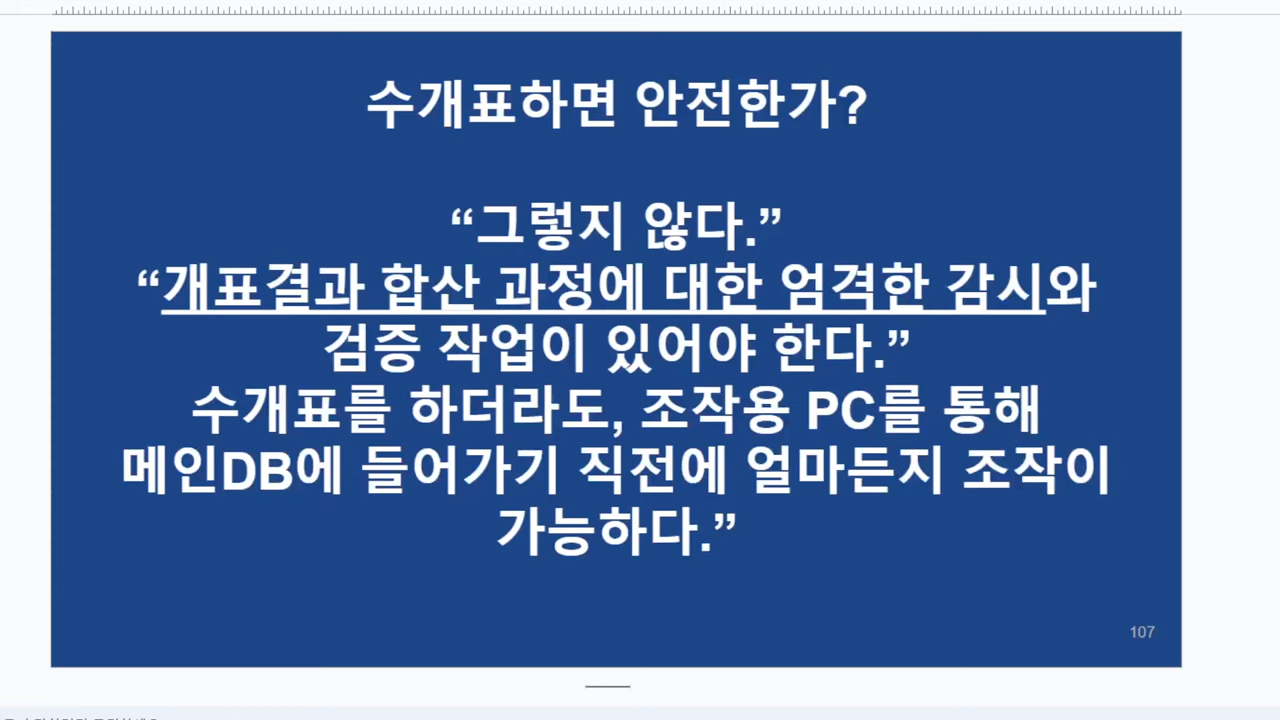 수개표하면 안전한가?
“그렇지 않다.”
“개표결과 합산 과정에 대한 엄격한 감시와
검증 작업이 있어야 한다.”
수개표를 하더라도, 조작용 PC를 통해
메인DB에 들어가기 직전에 얼마든지 조작이
가능하다.”
107